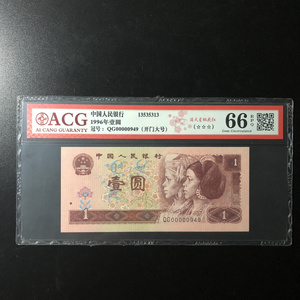 ACG
AI CANG GUARANTY
中国人民银行 13535313
1996年壹圆
冠号：QG00000949 （开门大号）
(☆☆☆)
66 EPQ
Gem Uncirculated
中国人民银行
1
壹圆
1
QG00000949